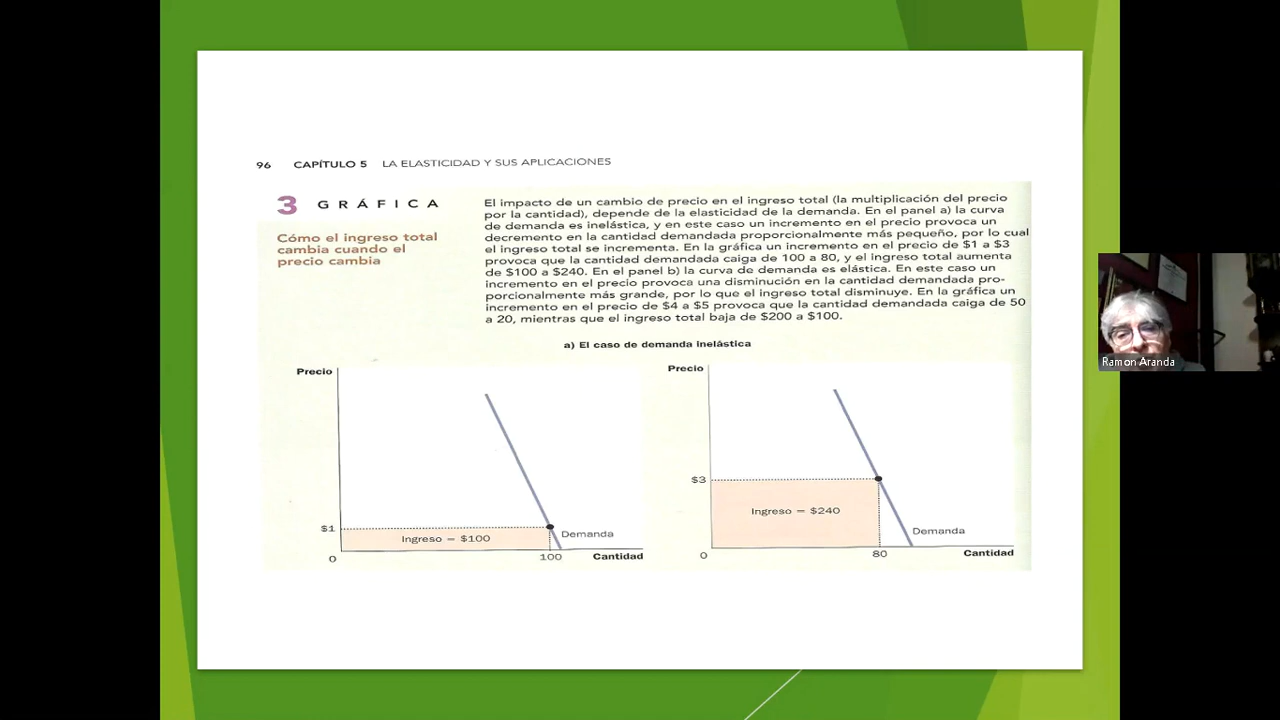 96 CAPÍTULO 5 LA ELASTICIDAD Y SUS APLICACIONES
3 GRÁFICA
Cómo el ingreso total
cambia cuando el
precio cambia
El impacto de un cambio de precio en el ingreso total (la multiplicación del precio
por la cantidad), depende de la elasticidad de la demanda. En el panel a) la curva
de demanda es inelástica, y en este caso un incremento en el precio provoca un
decremento en la cantidad demandada proporcionalmente más pequeño, por lo cual
el ingreso total se incrementa. En la gráfica un incremento en el precio de $1 a $3
provoca que la cantidad demandada caiga de 100 a 80, y el ingreso total aumenta
de $100 a $240. En el panel b) la curva de demanda es elástica. En este caso un
incremento en el precio provoca una disminución en la cantidad demandada pro-
porcionalmente más grande, por lo que el ingreso total disminuye. En la gráfica un
incremento en el precio de $4 a $5 provoca que la cantidad demandada caiga de 50
a 20, mientras que el ingreso total baja de $200 a $100.
a) El caso de demanda inelástica
Precio
$1
Ingreso = $100
Demanda
0
100
Cantidad
Precio
$3
Ingreso = $240
Demanda
0
80
Cantidad
Ramon Aranda